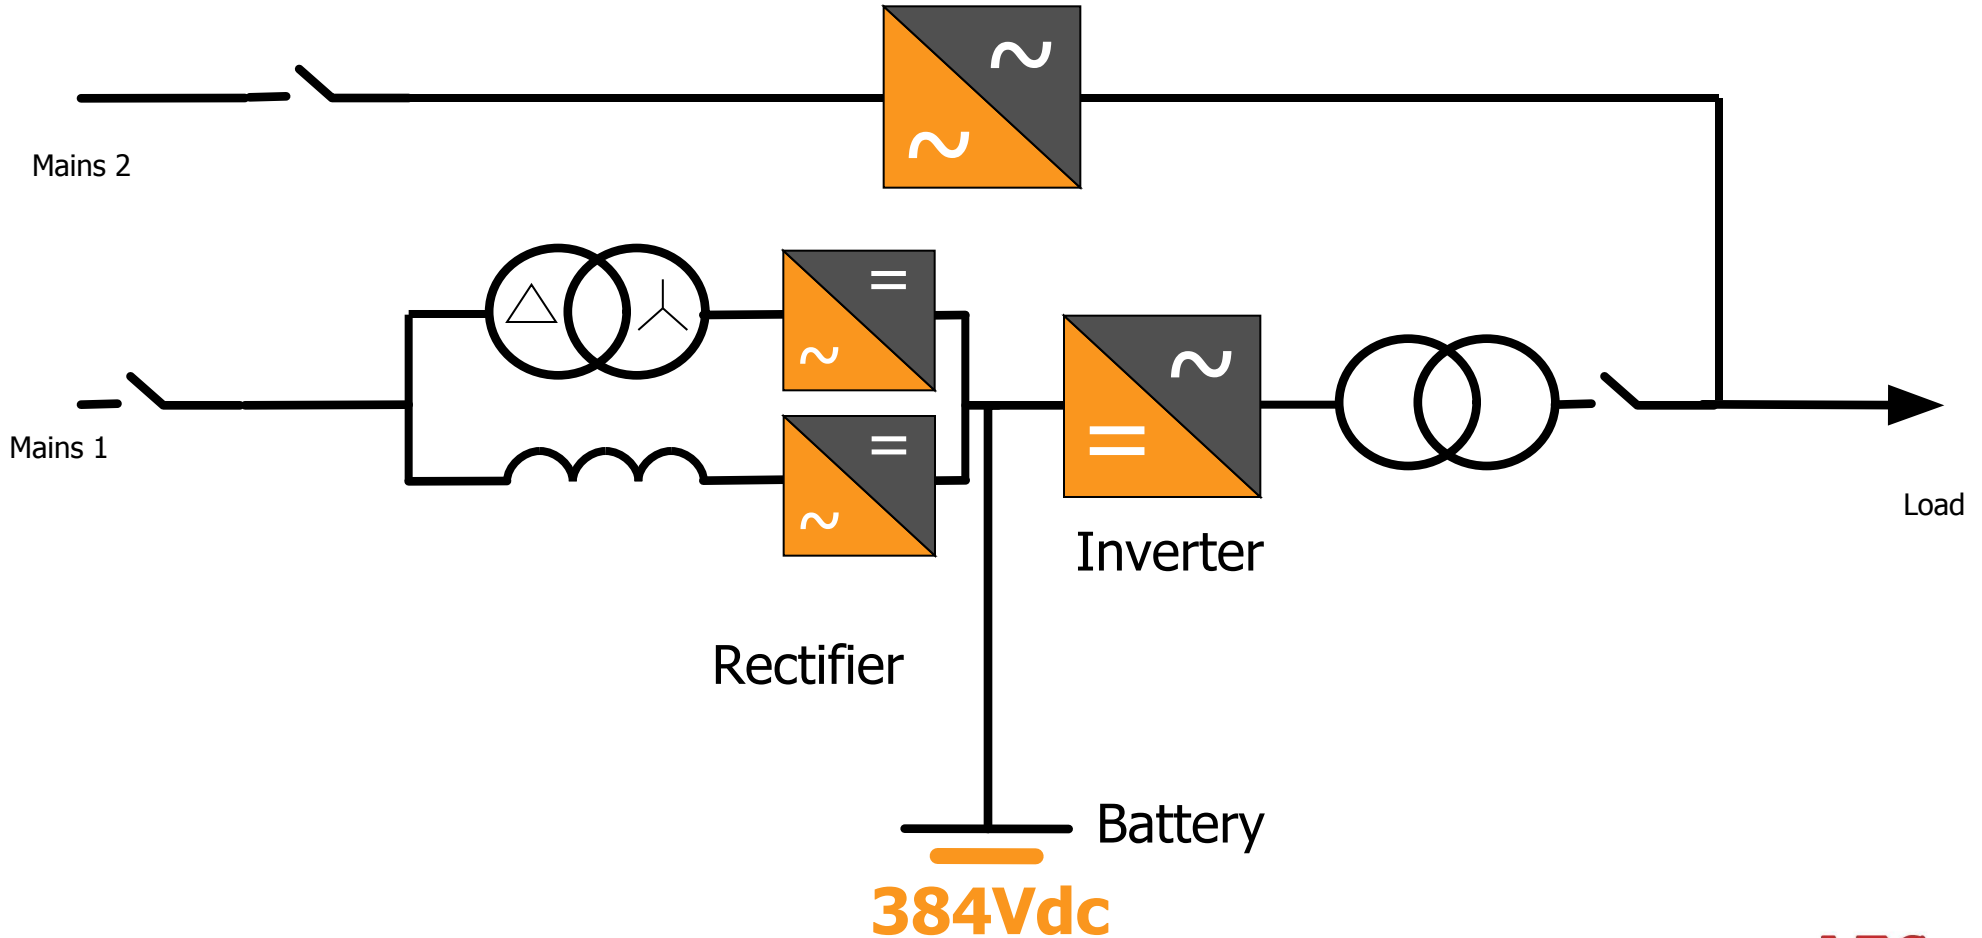 Mains 2
Mains 1
Load
Inverter
Rectifier
Battery
384Vdc